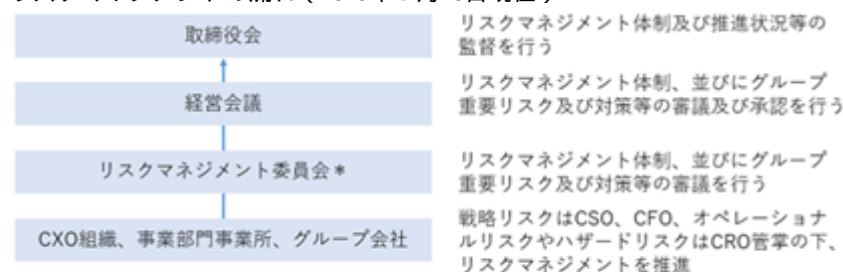 取締役会
リスクマネジメント体制及び推進状況等の
監督を行う
経営会議
リスクマネジメント体制、並びにグループ
重要リスク及び対策等の審議及び承認を行う
リスクマネジメント委員会*
リスクマネジメント体制、並びにグループ
重要リスク及び対策等の審議を行う
CXO組織、事業部門事業所、グループ会社
戦略リスクはCSO、CFO、オペレーショナ
ルリスクやハザードリスクはCRO管掌の下、
リスクマネジメントを推進